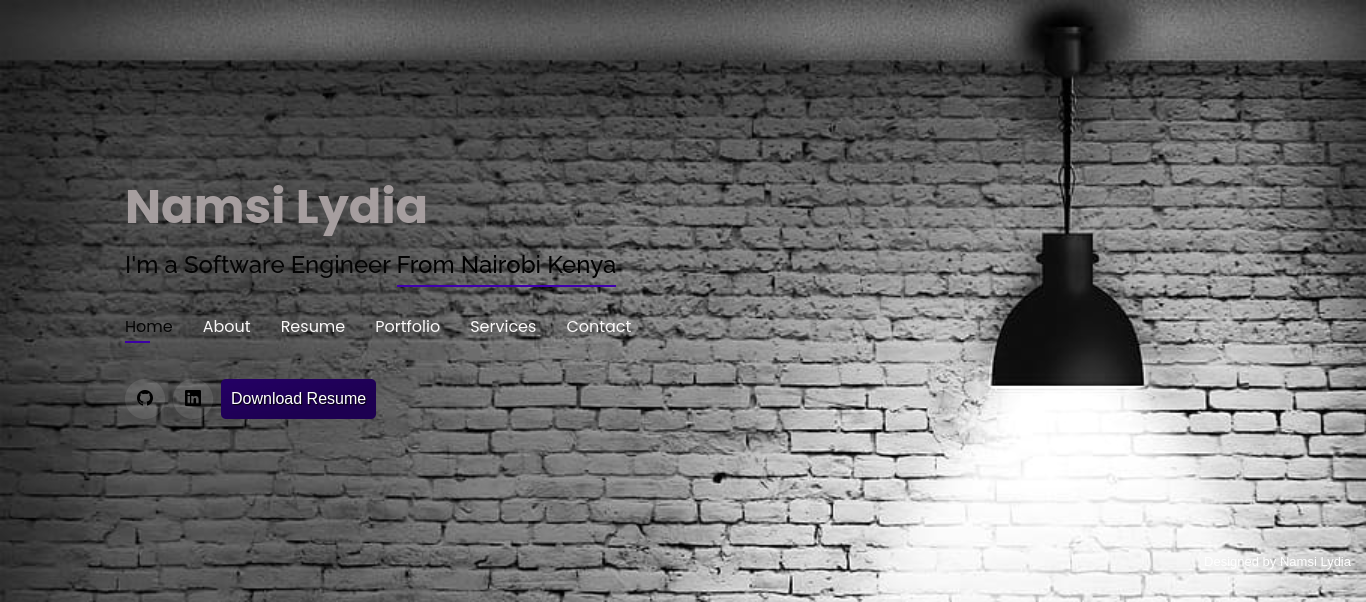 Namsi Lydia
I'm a Software Engineer From Nairobi Kenya
Home About Resume Portfolio Services Contact
Download Resume
Designed by Namsi Lydia